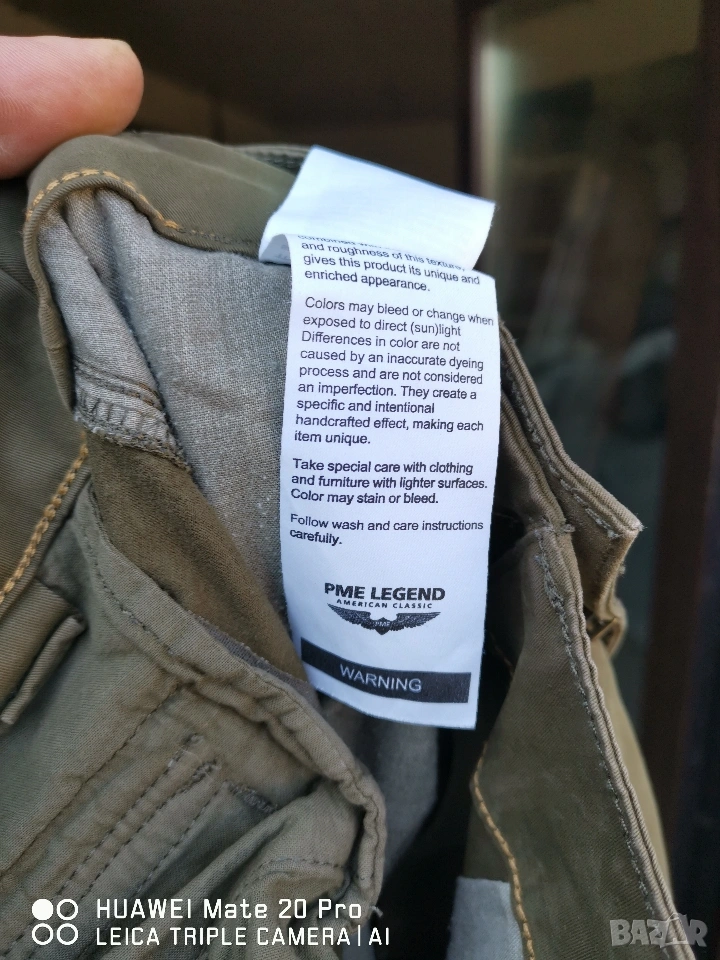 and roughness of this texture,
gives this product its unique and
enriched appearance.
Colors may bleed or change when
exposed to direct (sun)light
Differences in color are not
caused by an inaccurate dyeing
process and are not considered
an imperfection. They create a
specific and intentional
handcrafted effect, making each
item unique.
Take special care with clothing
and furniture with lighter surfaces.
Color may stain or bleed.
Follow wash and care instructions
carefully.
PME LEGEND
AMERICAN CLASSIC
PME
WARNING
HUAWEI Mate 20 Pro
LEICA TRIPLE CAMERA | AI
BAZAR